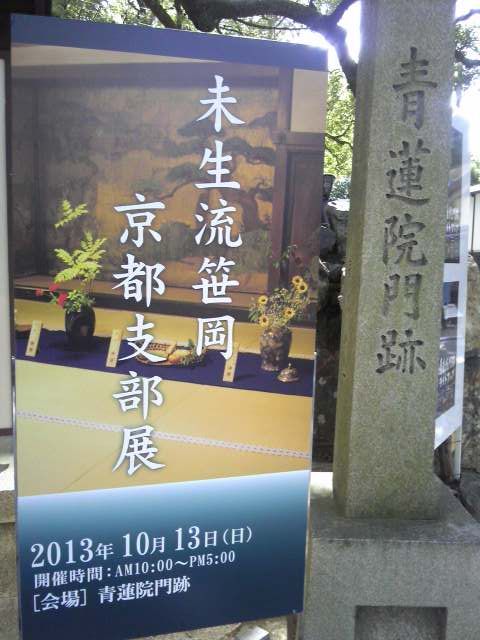 未生流笹岡
京都支部展
2013年 10月 13日(日)
開催時間:AM10:00〜PM5:00
[会場] 青蓮院門跡
青蓮院門跡